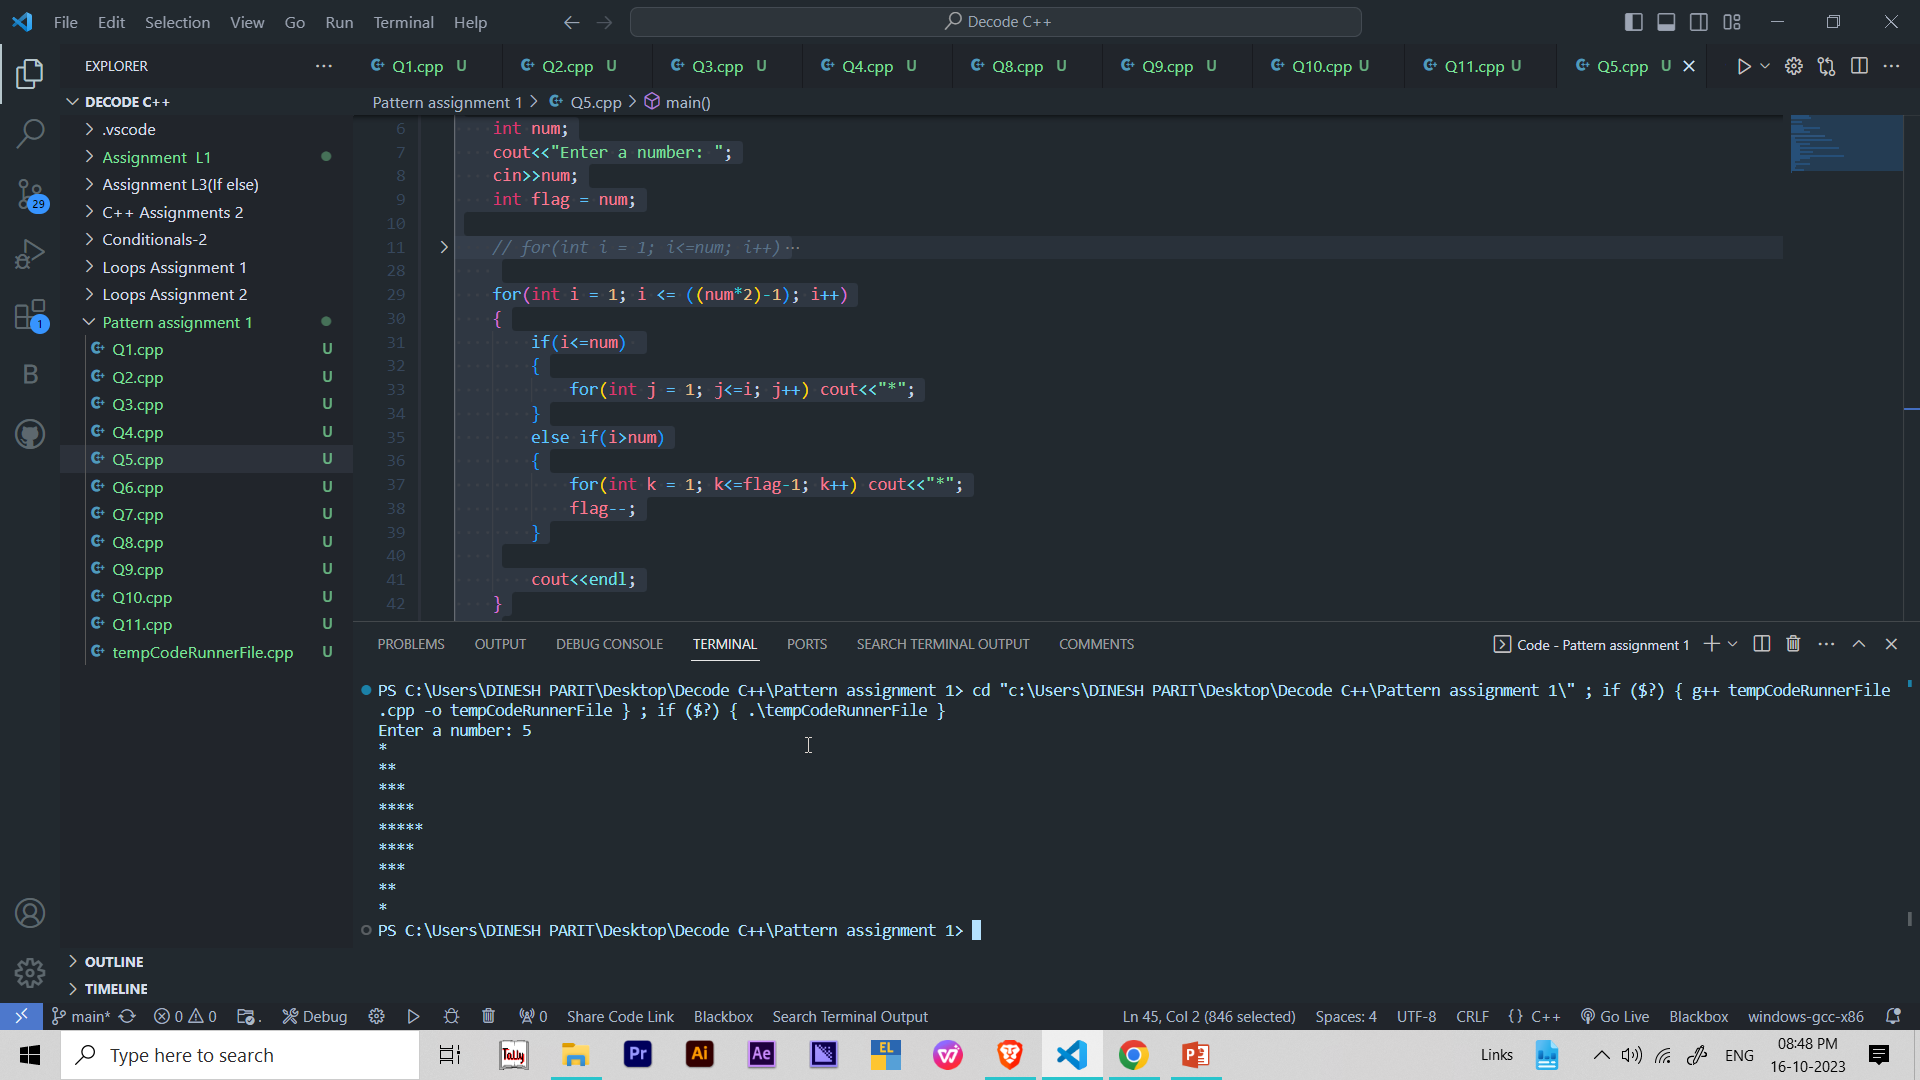 File Edit Selection View Go Run Terminal Help
Decode C++
EXPLORER
Q1.cpp U Q2.cpp U Q3.cpp U Q4.cpp U Q8.cpp U Q9.cpp U Q10.cpp U Q11.cpp U Q5.cpp U
Pattern assignment 1 > Q5.cpp > main()
DECODE C++
.vscode
Assignment L1
Assignment L3(If else)
C++ Assignments 2
Conditionals-2
Loops Assignment 1
Loops Assignment 2
Pattern assignment 1
Q1.cpp U
Q2.cpp U
Q3.cpp U
Q4.cpp U
Q5.cpp U
Q6.cpp U
Q7.cpp U
Q8.cpp U
Q9.cpp U
Q10.cpp U
Q11.cpp U
tempCodeRunnerFile.cpp U
OUTLINE
TIMELINE
29
1
B
6 int num;
7 cout<<"Enter a number: ";
8 cin>>num;
9 int flag = num;
10
11 // for(int i = 1; i<=num; i++)···
28
29 for(int i = 1; i <= ((num*2)-1); i++)
30 {
31 if(i<=num)
32 {
33 for(int j = 1; j<=i; j++) cout<<"*";
34 }
35 else if(i>num)
36 {
37 for(int k = 1; k<=flag-1; k++) cout<<"*";
38 flag--;
39 }
40
41 cout<<endl;
42 }
PROBLEMS OUTPUT DEBUG CONSOLE TERMINAL PORTS SEARCH TERMINAL OUTPUT COMMENTS
Code - Pattern assignment 1
PS C:\Users\DINESH PARIT\Desktop\Decode C++\Pattern assignment 1> cd "c:\Users\DINESH PARIT\Desktop\Decode C++\Pattern assignment 1\" ; if ($?) { g++ tempCodeRunnerFile
.cpp -o tempCodeRunnerFile } ; if ($?) { .\tempCodeRunnerFile }
Enter a number: 5
*
**
***
****
*****
****
***
**
*
PS C:\Users\DINESH PARIT\Desktop\Decode C++\Pattern assignment 1>
main* 0 0 Debug 0 Share Code Link Blackbox Search Terminal Output
Ln 45, Col 2 (846 selected) Spaces: 4 UTF-8 CRLF {} C++ Go Live Blackbox windows-gcc-x86
Type here to search
Tally Pr Ai Ae EL
Links ENG
08:48 PM
16-10-2023